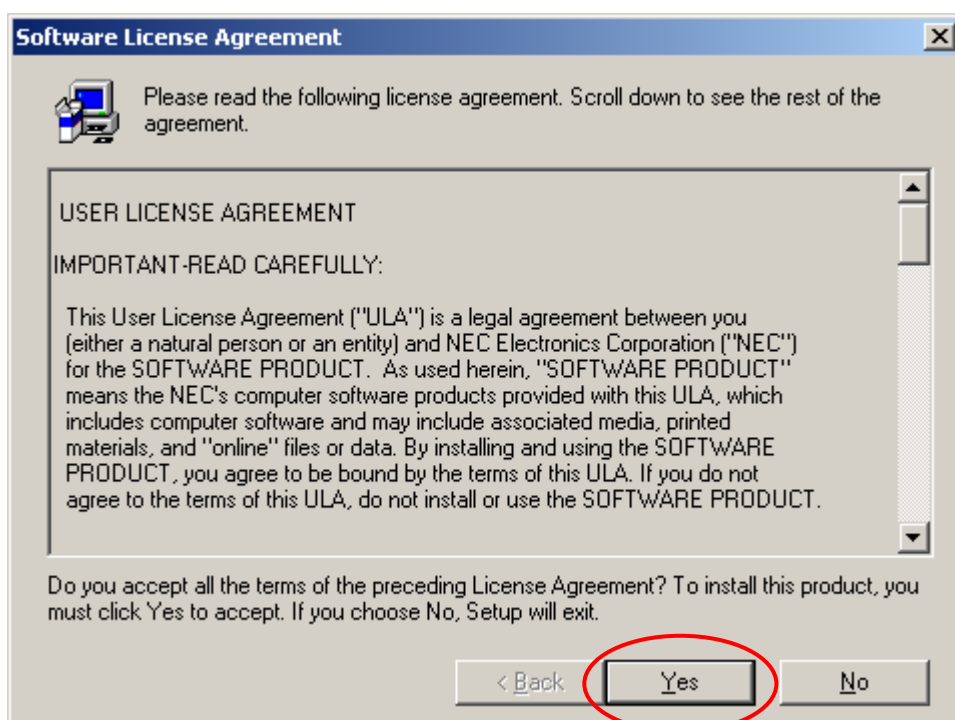 Software License Agreement
Please read the following license agreement. Scroll down to see the rest of the
agreement.
USER LICENSE AGREEMENT
IMPORTANT-READ CAREFULLY:
This User License Agreement ("ULA") is a legal agreement between you
(either a natural person or an entity) and NEC Electronics Corporation ("NEC")
for the SOFTWARE PRODUCT.  As used herein, "SOFTWARE PRODUCT"
means the NEC's computer software products provided with this ULA, which
includes computer software and may include associated media, printed
materials, and "online" files or data. By installing and using the SOFTWARE
PRODUCT, you agree to be bound by the terms of this ULA. If you do not
agree to the terms of this ULA, do not install or use the SOFTWARE PRODUCT.
Do you accept all the terms of the preceding License Agreement? To install this product, you
must click Yes to accept. If you choose No, Setup will exit.
< Back Yes No